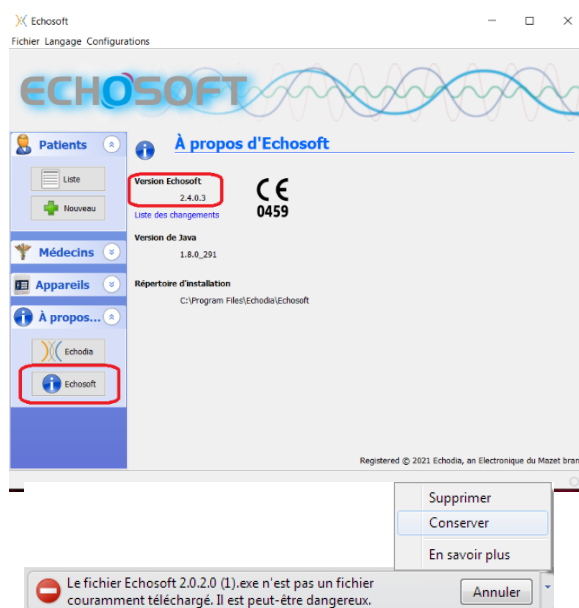 Echosoft
Fichier Langage Configurations
ECHOSOFT
Patients
Liste
Nouveau
Médecins
Appareils
À propos...
Echodia
Echosoft
À propos d'Echosoft
Version Echosoft
2.4.0.3
Liste des changements
CE
0459
Version de Java
1.8.0_291
Répertoire d'installation
C:\Program Files\Echodia\Echosoft
Registered © 2021 Echodia, an Electronique du Mazet bran
Supprimer
Conserver
En savoir plus
Le fichier Echosoft 2.0.2.0 (1).exe n'est pas un fichier
couramment téléchargé. Il est peut-être dangereux.
Annuler